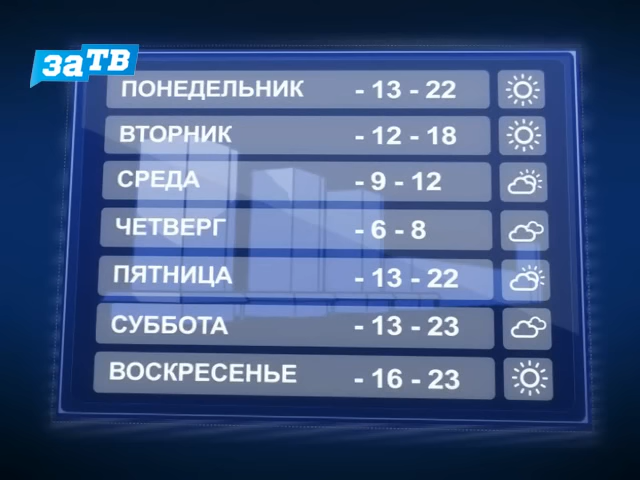 заТВ
ПОНЕДЕЛЬНИК - 13 - 22
ВТОРНИК - 12 - 18
СРЕДА - 9 - 12
ЧЕТВЕРГ - 6 - 8
ПЯТНИЦА - 13 - 22
СУББОТА - 13 - 23
ВОСКРЕСЕНЬЕ - 16 - 23